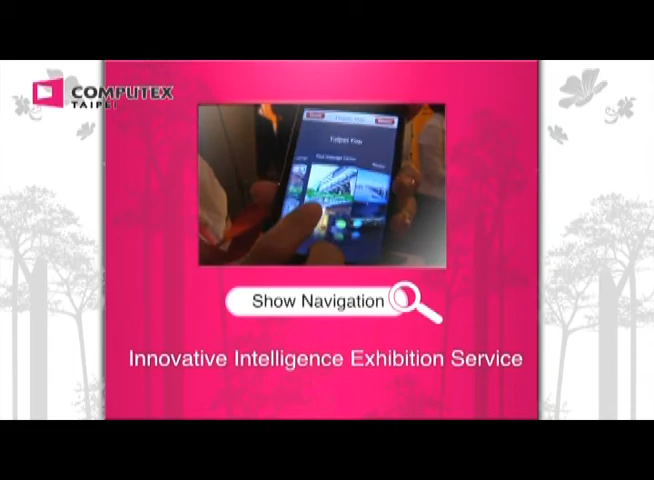 COMPUTEX
TAIPEI
Show Navigation
Innovative Intelligence Exhibition Service